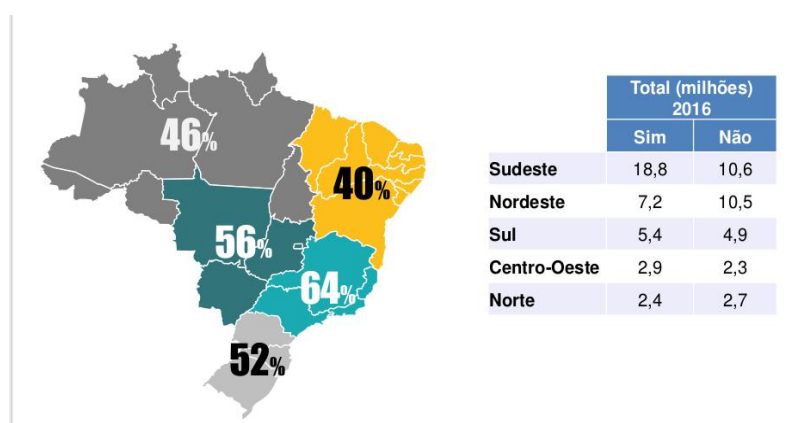 46%
40%
56%
64%
52%
Total (milhões)
2016
Sim Não
Sudeste 18,8 10,6
Nordeste 7,2 10,5
Sul 5,4 4,9
Centro-Oeste 2,9 2,3
Norte 2,4 2,7